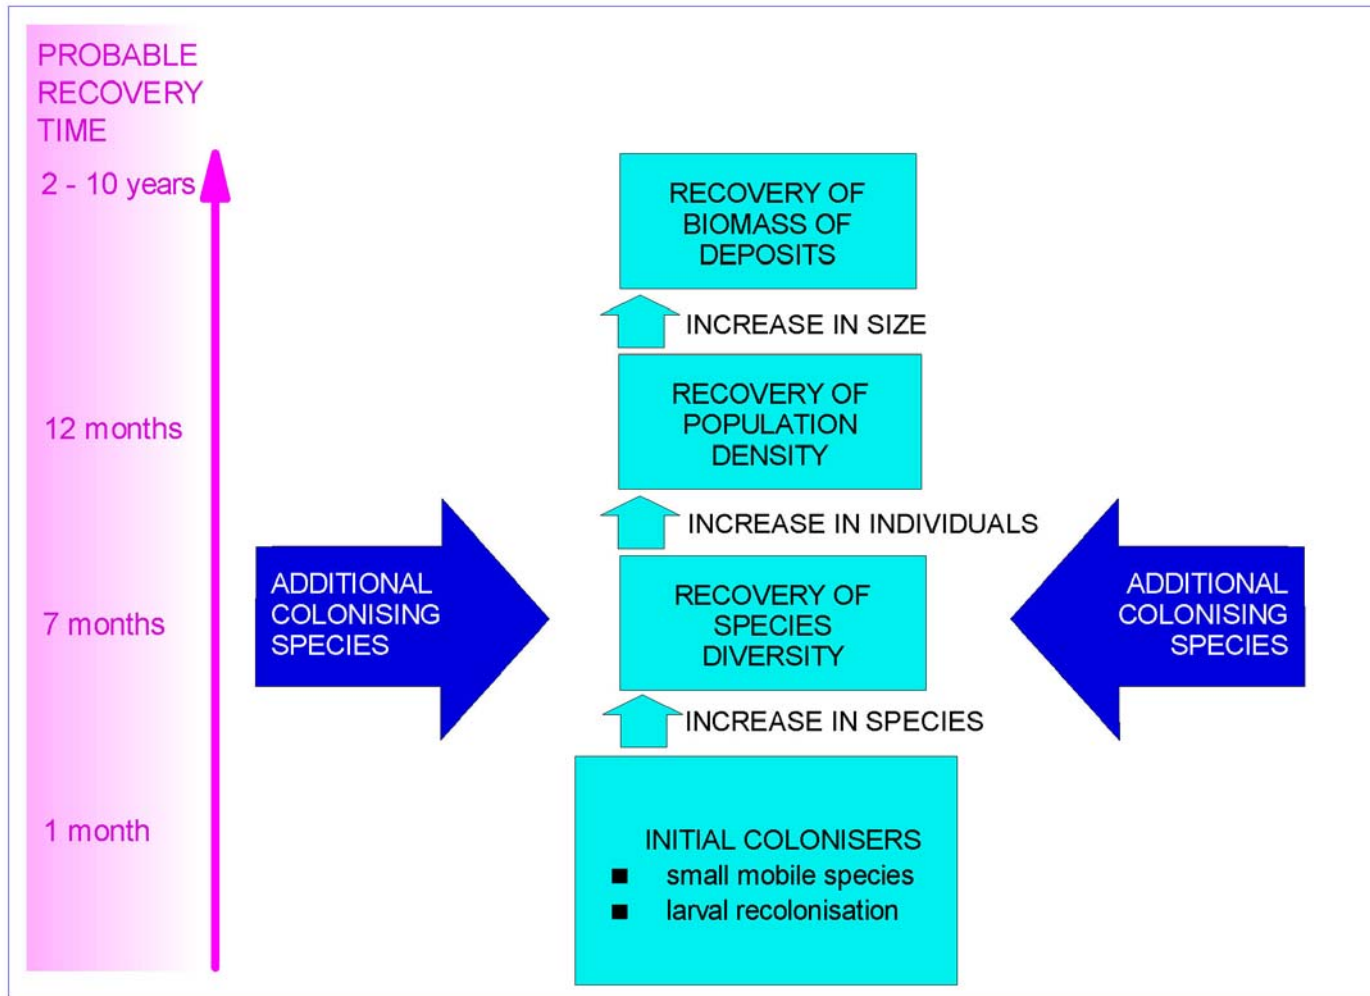 PROBABLE
RECOVERY
TIME
2 - 10 years
12 months
7 months
1 month
RECOVERY OF
BIOMASS OF
DEPOSITS
INCREASE IN SIZE
RECOVERY OF
POPULATION
DENSITY
INCREASE IN INDIVIDUALS
ADDITIONAL
COLONISING
SPECIES
RECOVERY OF
SPECIES
DIVERSITY
ADDITIONAL
COLONISING
SPECIES
INCREASE IN SPECIES
INITIAL COLONISERS
■ small mobile species
■ larval recolonisation